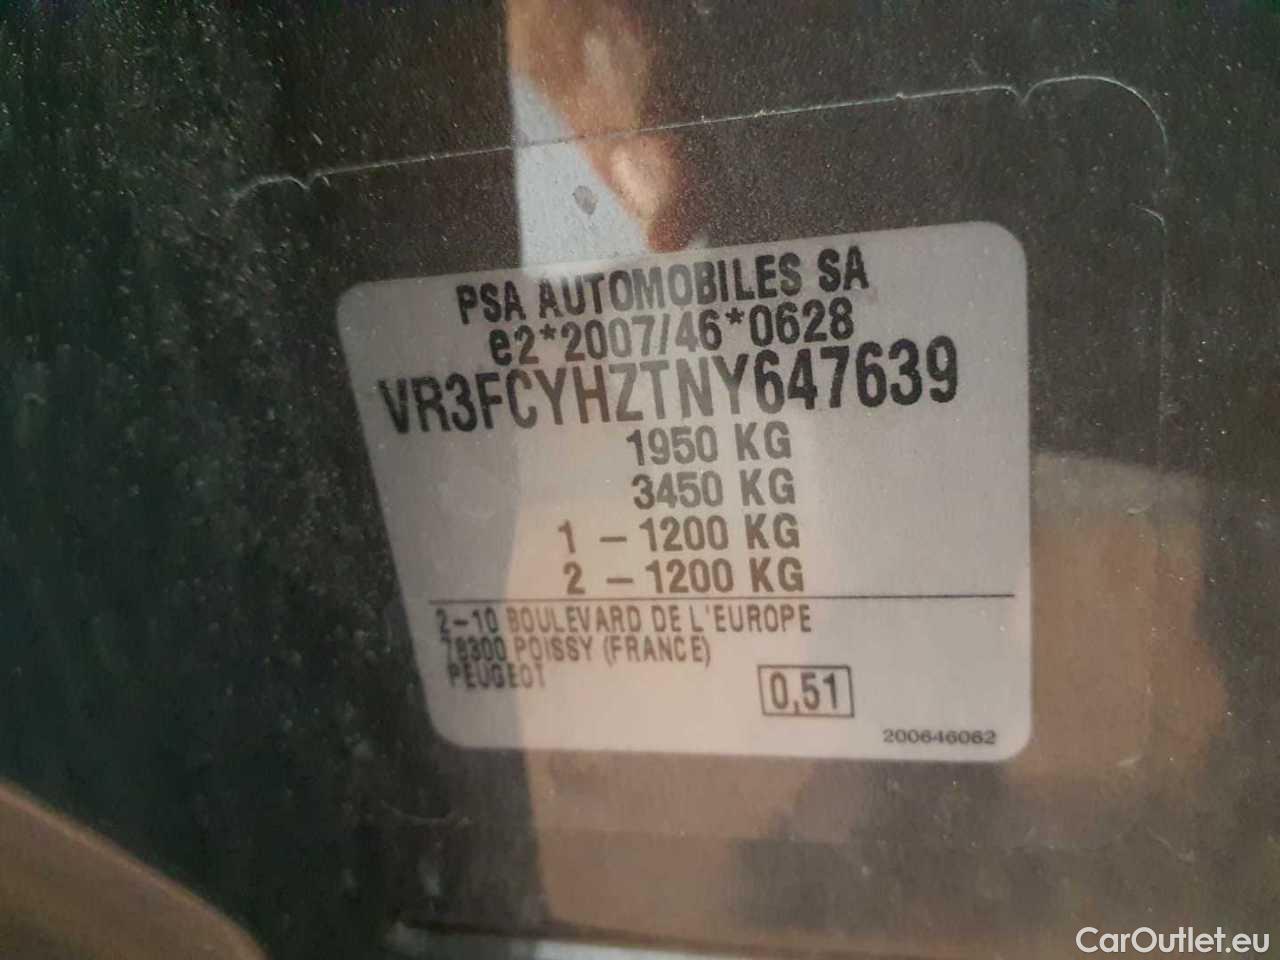 PSA AUTOMOBILES SA
e2*2007/46*0628
VR3FCYHZTNY647639
1950 KG
3450 KG
1 – 1200 KG
2 – 1200 KG
2–10 BOULEVARD DE L'EUROPE
78300 POISSY (FRANCE)
PEUGEOT
0,51
200646062
CarOutlet.eu